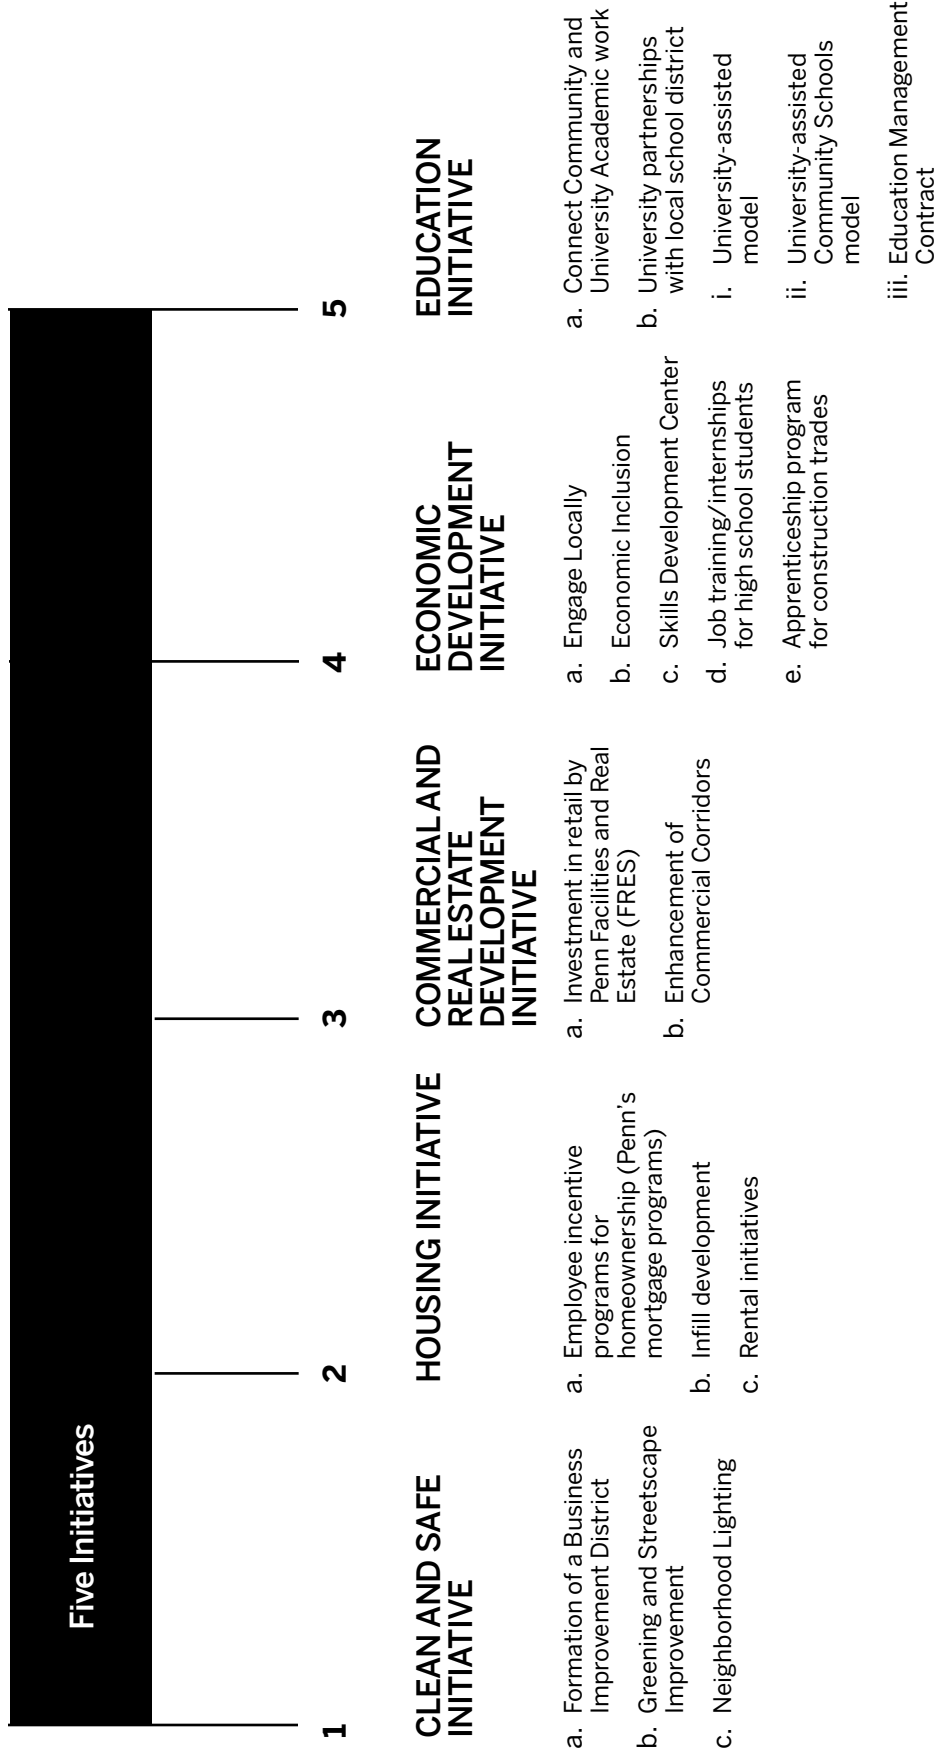 Five Initiatives
1
CLEAN AND SAFE
INITIATIVE
a. Formation of a Business
Improvement District
b. Greening and Streetscape
Improvement
c. Neighborhood Lighting
2
HOUSING INITIATIVE
a. Employee incentive
programs for
homeownership (Penn's
mortgage programs)
b. Infill development
c. Rental initiatives
3
COMMERCIAL AND
REAL ESTATE
DEVELOPMENT
INITIATIVE
a. Investment in retail by
Penn Facilities and Real
Estate (FRES)
b. Enhancement of
Commercial Corridors
4
ECONOMIC
DEVELOPMENT
INITIATIVE
a. Engage Locally
b. Economic Inclusion
c. Skills Development Center
d. Job training/internships
for high school students
e. Apprenticeship program
for construction trades
5
EDUCATION
INITIATIVE
a. Connect Community and
University Academic work
b. University partnerships
with local school district
i. University-assisted
model
ii. University-assisted
Community Schools
model
iii. Education Management
Contract